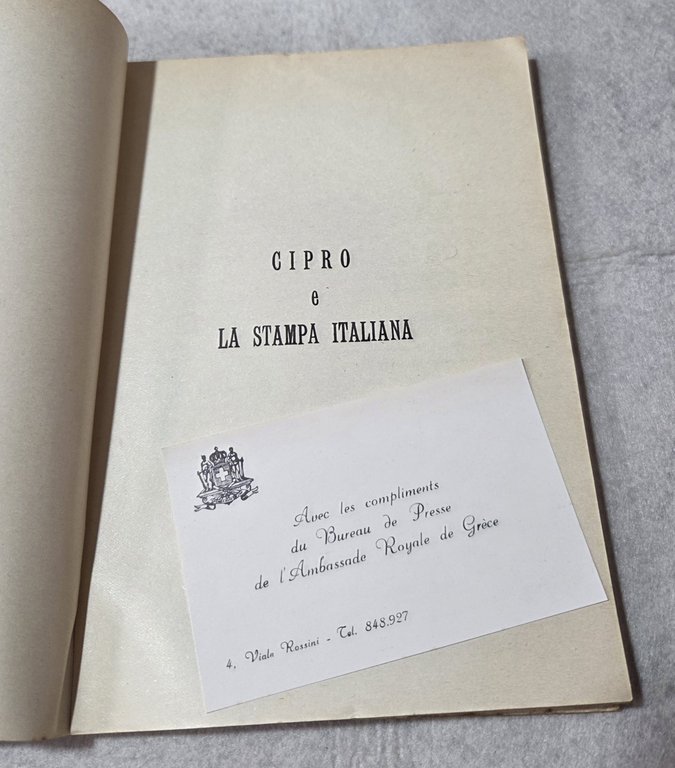 CIPRO
e
LA STAMPA ITALIANA
Avec les compliments
du Bureau de Presse
de l'Ambassade Royale de Grèce
4, Viale Rossini - Tel. 848.927